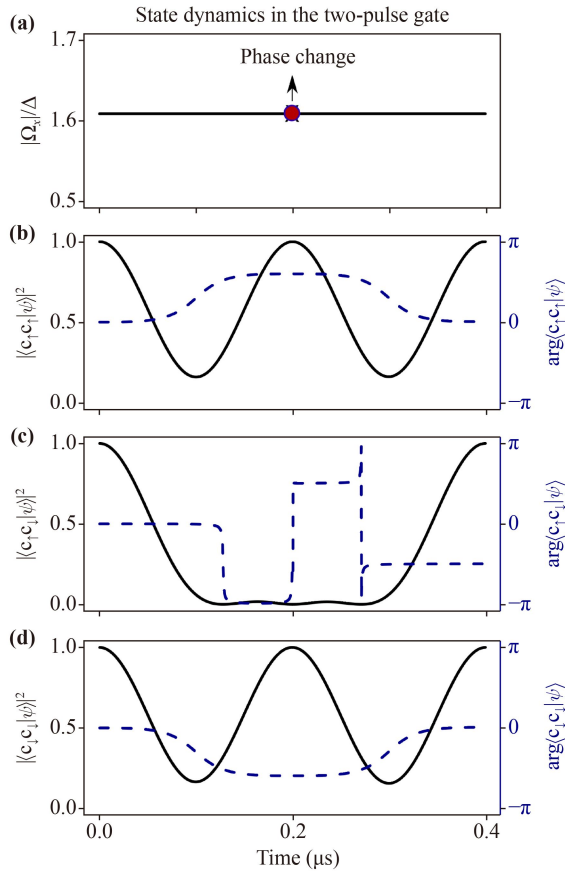 State dynamics in the two-pulse gate
(a)
1.7
1.6
0.5
|Ωₓ|/Δ
Phase change
(b)
1.0
0.5
0.0
|⟨c↑c↑|ψ⟩|²
π
0
−π
arg⟨c↑c↑|ψ⟩
(c)
1.0
0.5
0.0
|⟨c↑c↓|ψ⟩|²
π
0
−π
arg⟨c↑c↓|ψ⟩
(d)
1.0
0.5
0.0
|⟨c↓c↓|ψ⟩|²
π
0
−π
arg⟨c↓c↓|ψ⟩
0.0
0.2
0.4
Time (μs)